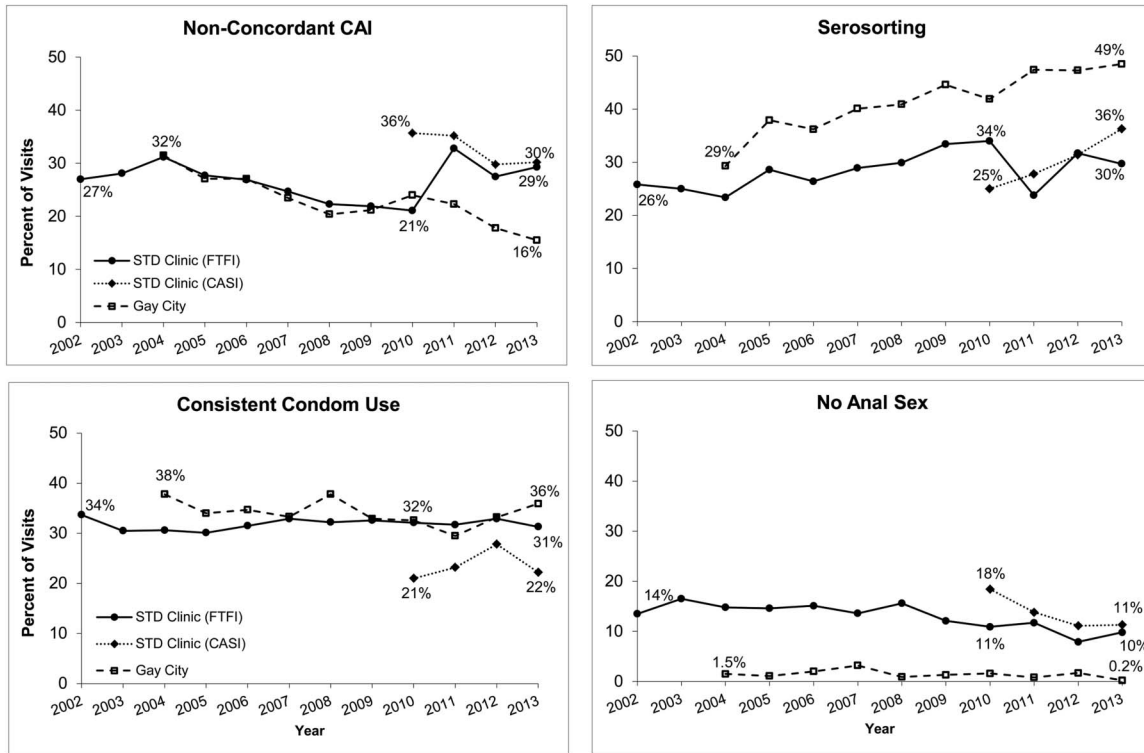 Non-Concordant CAI
Percent of Visits
50
40
30
20
10
0
27%
32%
36%
21%
30%
29%
16%
STD Clinic (FTFI)
STD Clinic (CASI)
Gay City
2002 2003 2004 2005 2006 2007 2008 2009 2010 2011 2012 2013
Serosorting
50
40
30
20
10
0
26%
29%
34%
25%
49%
36%
30%
2002 2003 2004 2005 2006 2007 2008 2009 2010 2011 2012 2013
Consistent Condom Use
Percent of Visits
50
40
30
20
10
0
34%
38%
32%
21%
36%
31%
22%
STD Clinic (FTFI)
STD Clinic (CASI)
Gay City
2002 2003 2004 2005 2006 2007 2008 2009 2010 2011 2012 2013
Year
No Anal Sex
50
40
30
20
10
0
14%
1.5%
18%
11%
11%
10%
0.2%
2002 2003 2004 2005 2006 2007 2008 2009 2010 2011 2012 2013
Year